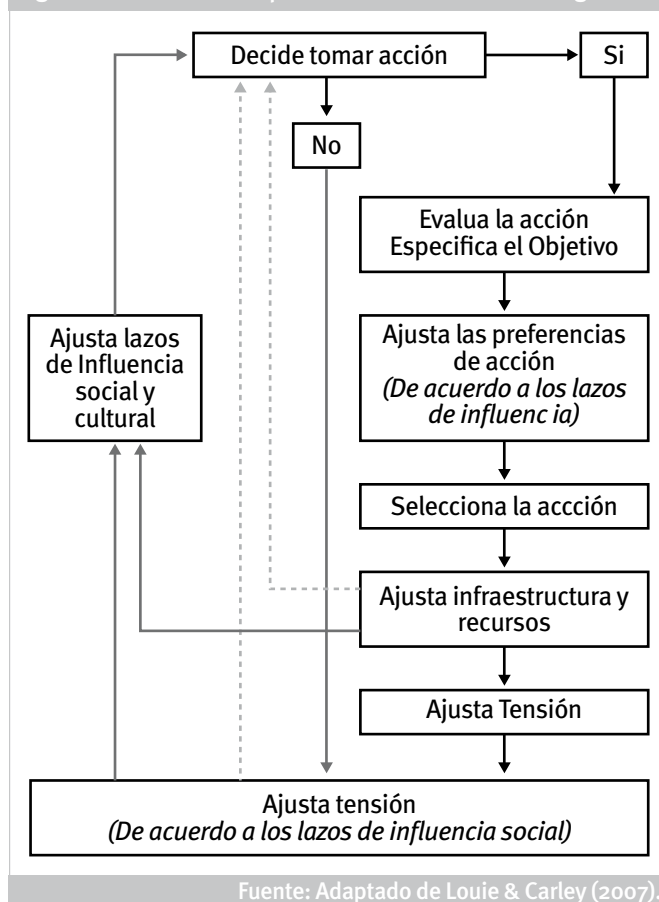 Decide tomar acción
Si
No
Evalua la acción
Especifica el Objetivo
Ajusta lazos
de Influencia
social y
cultural
Ajusta las preferencias
de acción
(De acuerdo a los lazos
de influenc ia)
Selecciona la accción
Ajusta infraestructura y
recursos
Ajusta Tensión
Ajusta tensión
(De acuerdo a los lazos de influencia social)
Fuente: Adaptado de Louie & Carley (2007).